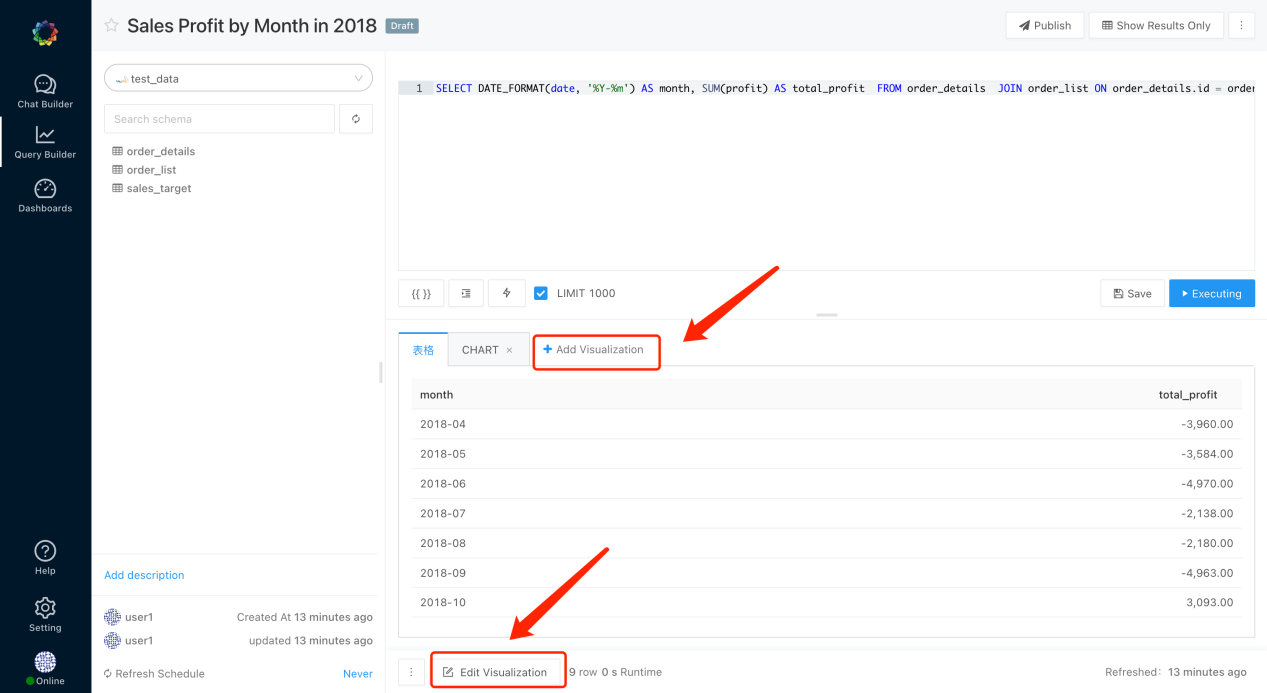 Sales Profit by Month in 2018 Draft
Publish
Show Results Only
Chat Builder
Query Builder
Dashboards
Help
Setting
Online
test_data
Search schema
order_details
order_list
sales_target
Add description
user1 Created At 13 minutes ago
user1 updated 13 minutes ago
Refresh Schedule Never
1 SELECT DATE_FORMAT(date, '%Y-%m') AS month, SUM(profit) AS total_profit FROM order_details JOIN order_list ON order_details.id = order
{{ }} LIMIT 1000 Save Executing
表格 CHART × + Add Visualization
month total_profit
2018-04 -3,960.00
2018-05 -3,584.00
2018-06 -4,970.00
2018-07 -2,138.00
2018-08 -2,180.00
2018-09 -4,963.00
2018-10 3,093.00
Edit Visualization 9 row 0 s Runtime Refreshed: 13 minutes ago